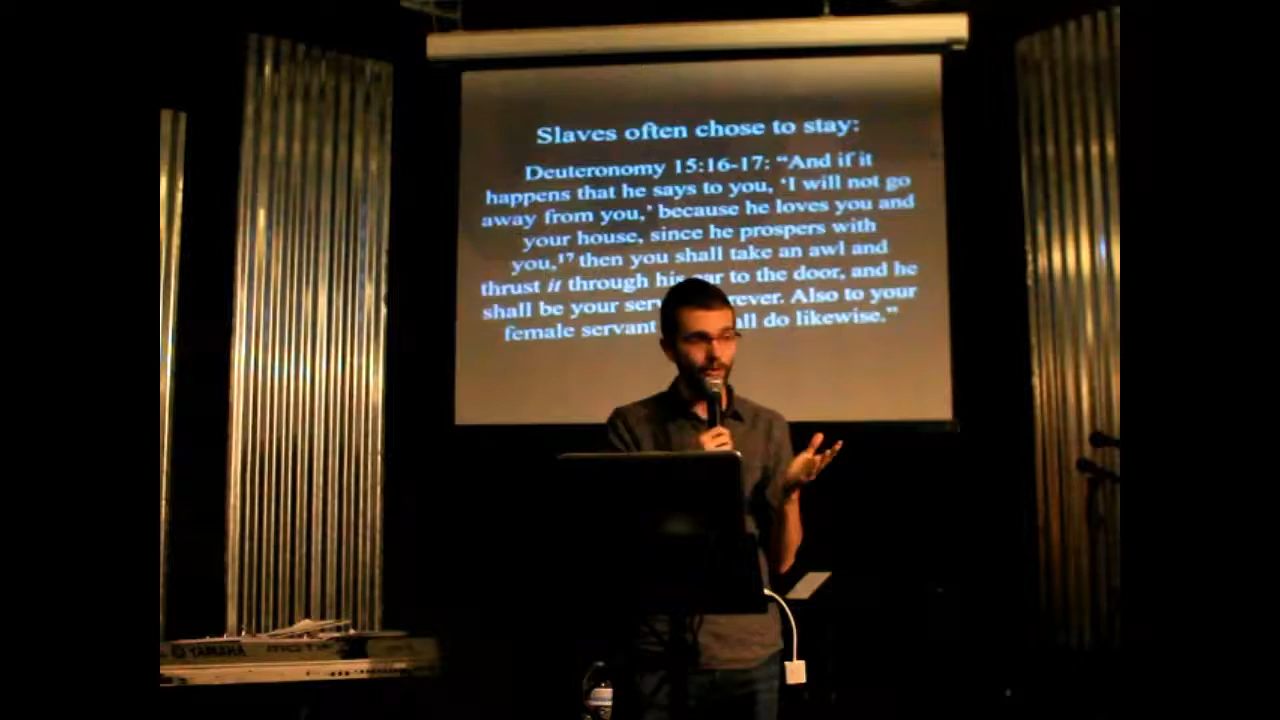 Slaves often chose to stay:
Deuteronomy 15:16-17: “And if it
happens that he says to you, ‘I will not go
away from you,’ because he loves you and
your house, since he prospers with
you,¹⁷ then you shall take an awl and
thrust it through his ear to the door, and he
shall be your servant forever. Also to your
female servant all do likewise.”
YAMAHA